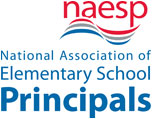 naesp
National Association of
Elementary School
Principals